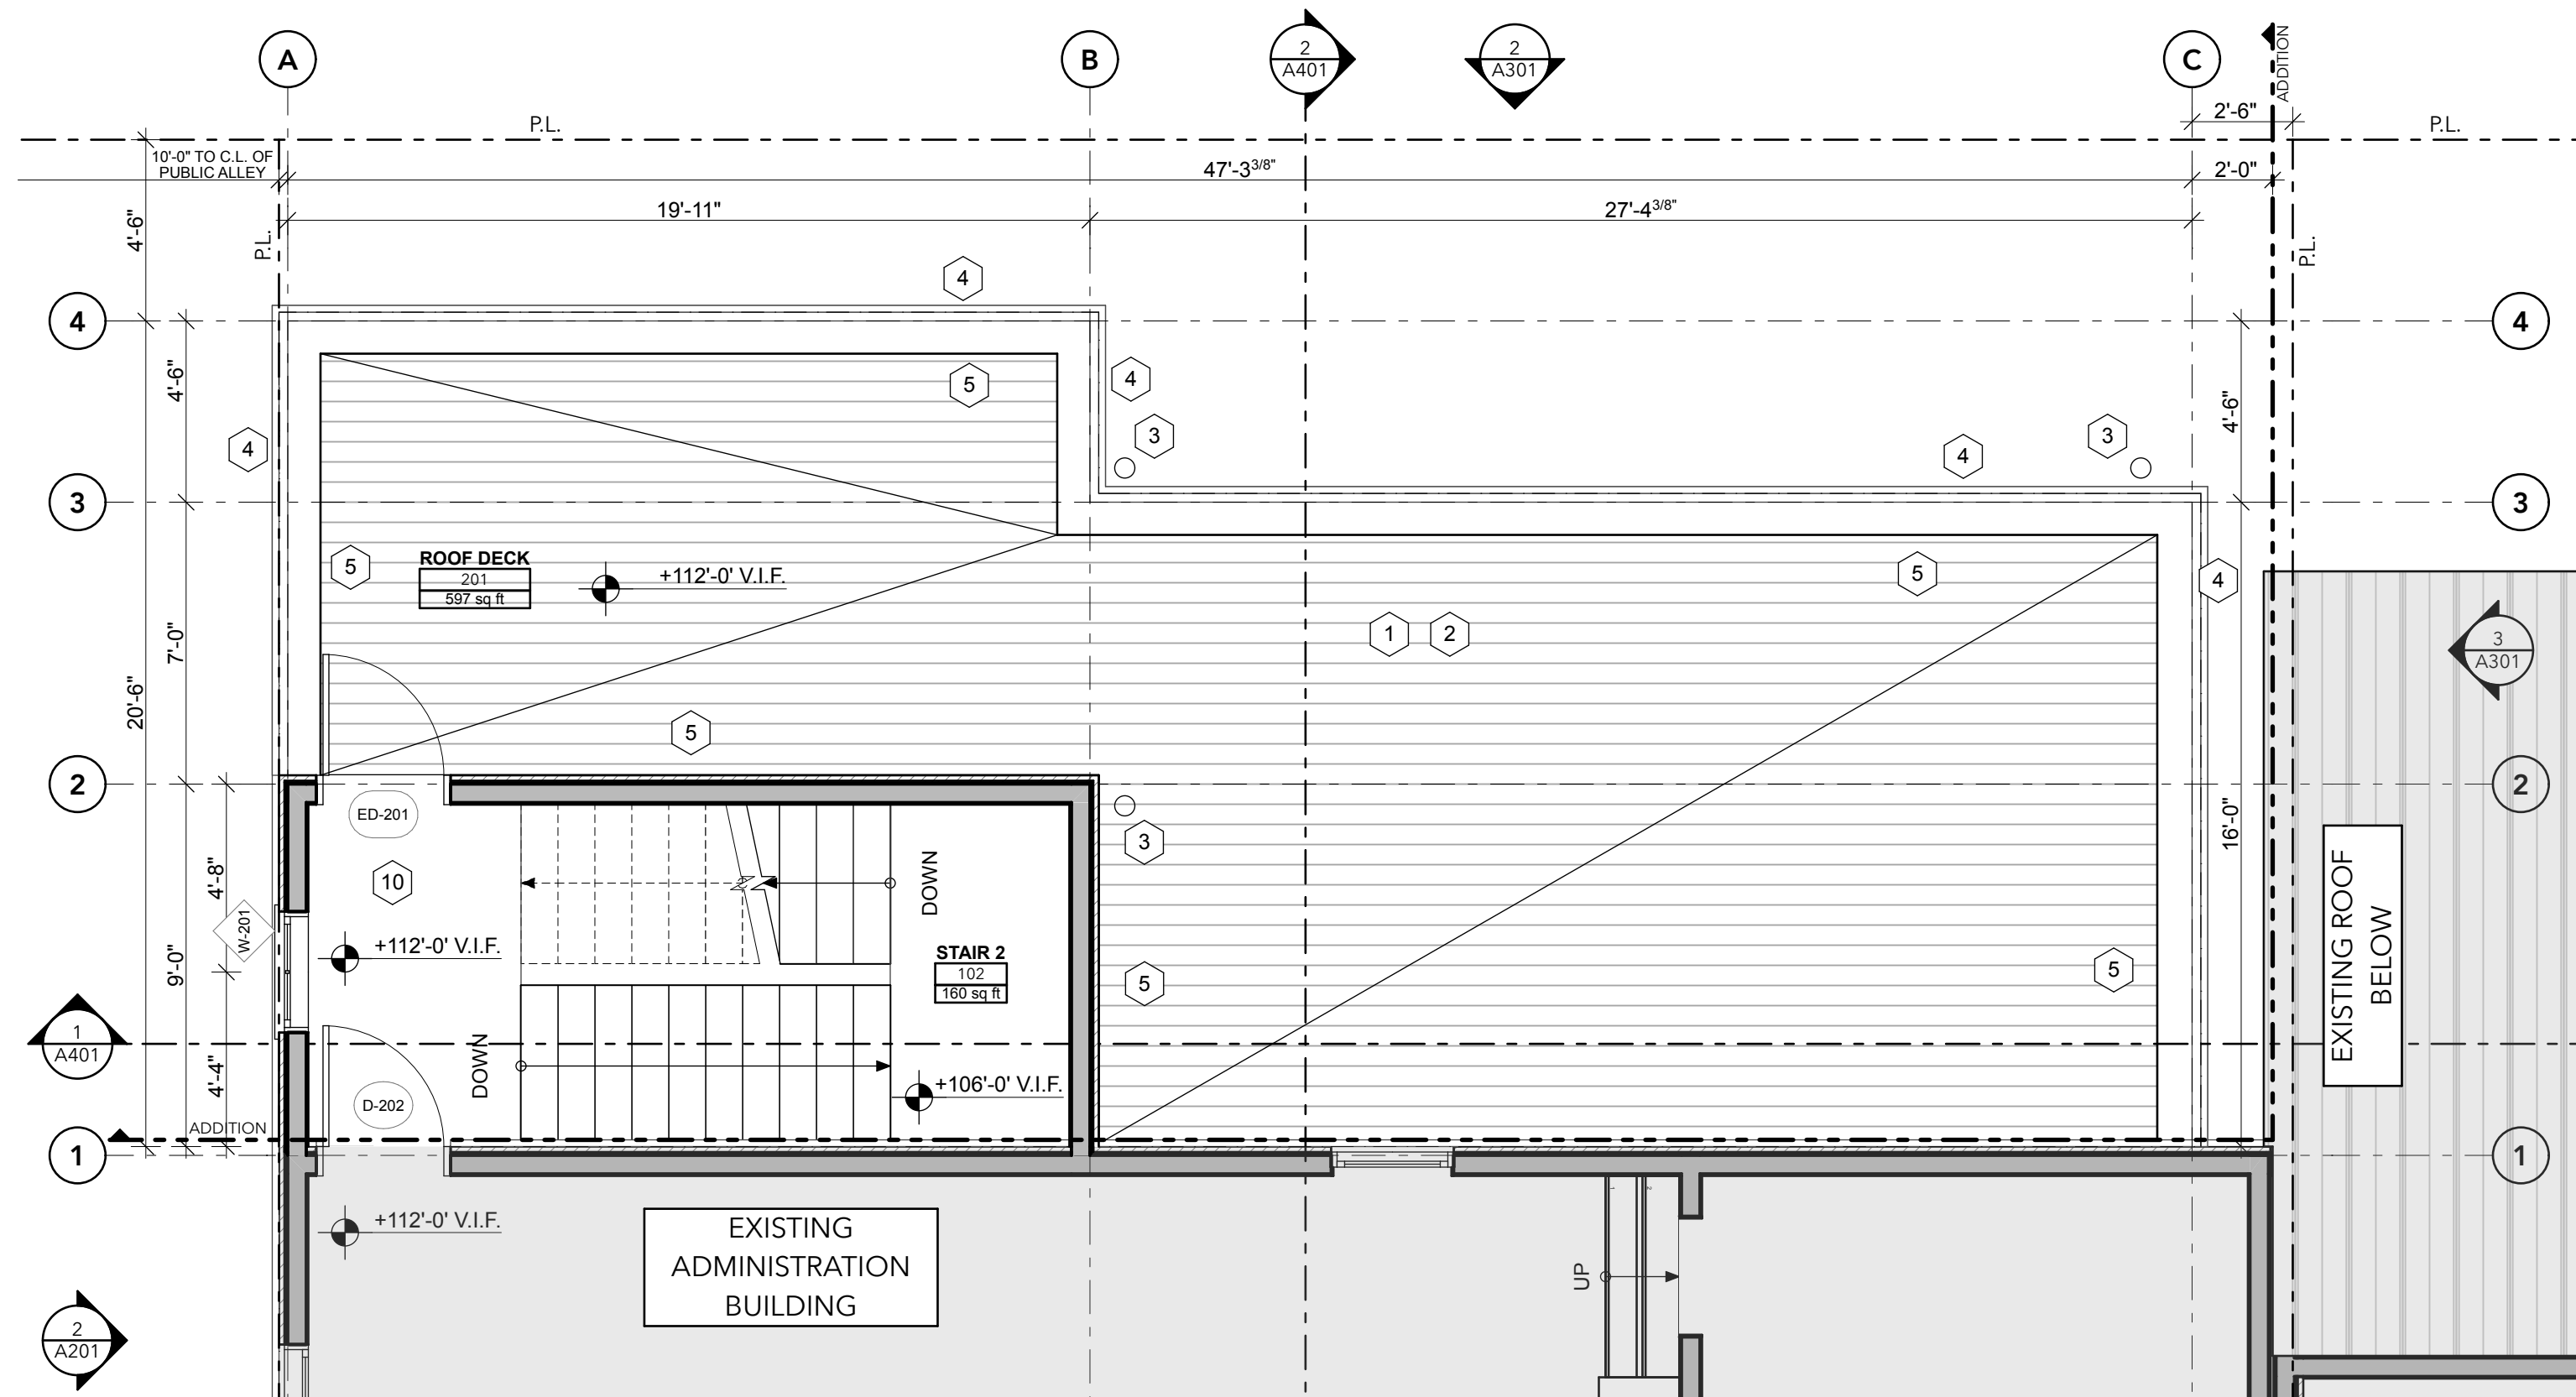 A
B
2
A401
2
A301
C
ADDITION
2'-6"
P.L.
P.L.
10'-0" TO C.L. OF
PUBLIC ALLEY
47'-3 3/8"
2'-0"
19'-11"
27'-4 3/8"
4'-6"
P.L.
P.L.
4
4
4
4'-6"
5
4
4'-6"
3
3
4
4
3
3
5
ROOF DECK
201
597 sq ft
+112'-0' V.I.F.
5
4
1
2
7'-0"
3
A301
20'-6"
5
2
2
ED-201
16'-0"
3
4'-8"
10
DOWN
EXISTING ROOF
BELOW
W-201
+112'-0' V.I.F.
STAIR 2
102
160 sq ft
9'-0"
5
5
1
A401
DOWN
4'-4"
+106'-0' V.I.F.
D-202
ADDITION
1
1
+112'-0' V.I.F.
EXISTING
ADMINISTRATION
BUILDING
UP
2
A201